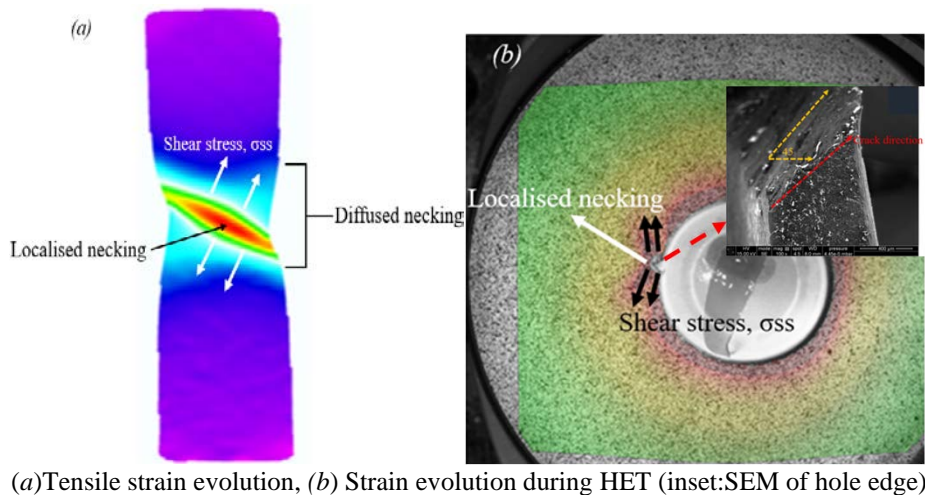 (a)
Shear stress, σss
Diffused necking
Localised necking
(b)
45
Crack direction
Localised necking
Shear stress, σss
(a)Tensile strain evolution, (b) Strain evolution during HET (inset:SEM of hole edge)